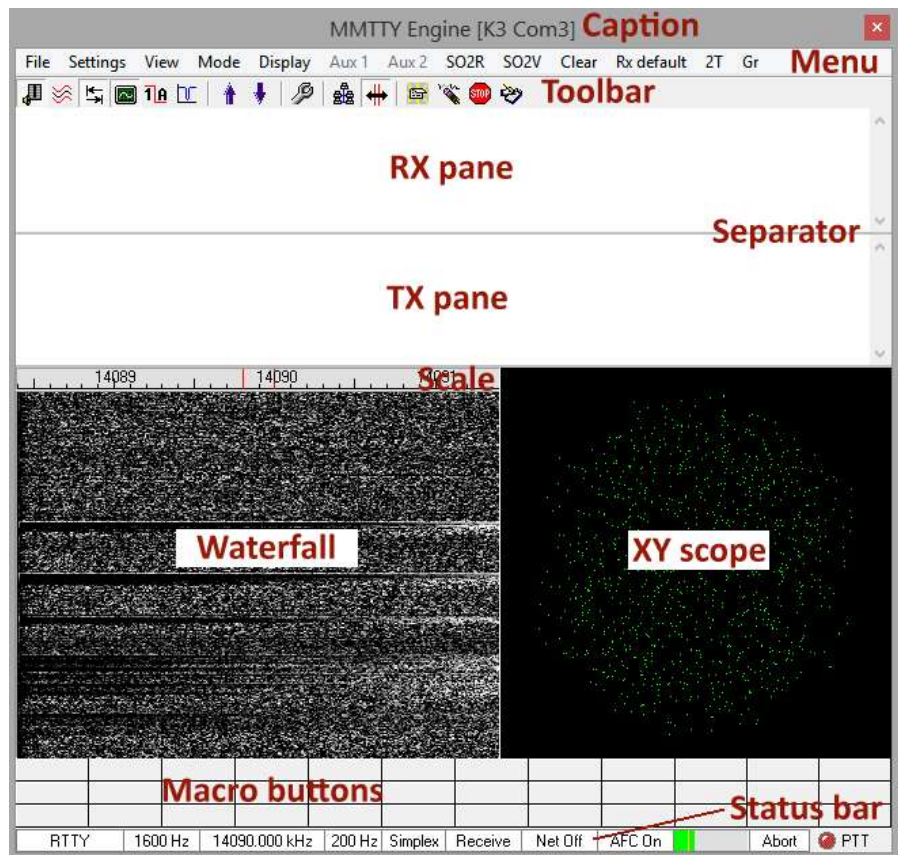 MMTTY Engine [K3 Com3] Caption
File Settings View Mode Display Aux 1 Aux 2 SO2R SO2V Clear Rx default 2T Gr Menu
Toolbar
STOP
RX pane
Separator
TX pane
14089 14090 14091 Scale
Waterfall XY scope
Macro buttons
Status bar
RTTY 1600 Hz 14090.000 kHz 200 Hz Simplex Receive Net Off AFC On Abort PTT